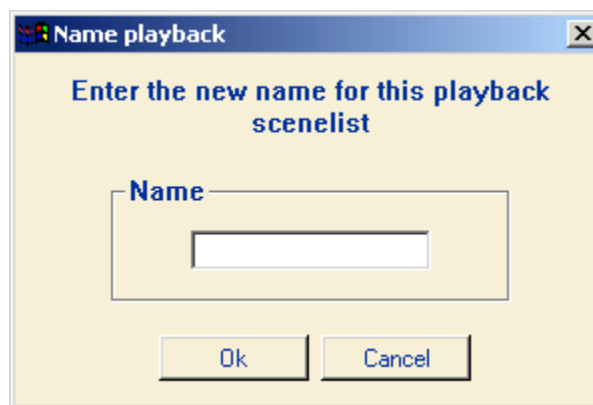 Name playback
Enter the new name for this playback
scenelist
Name
Ok
Cancel